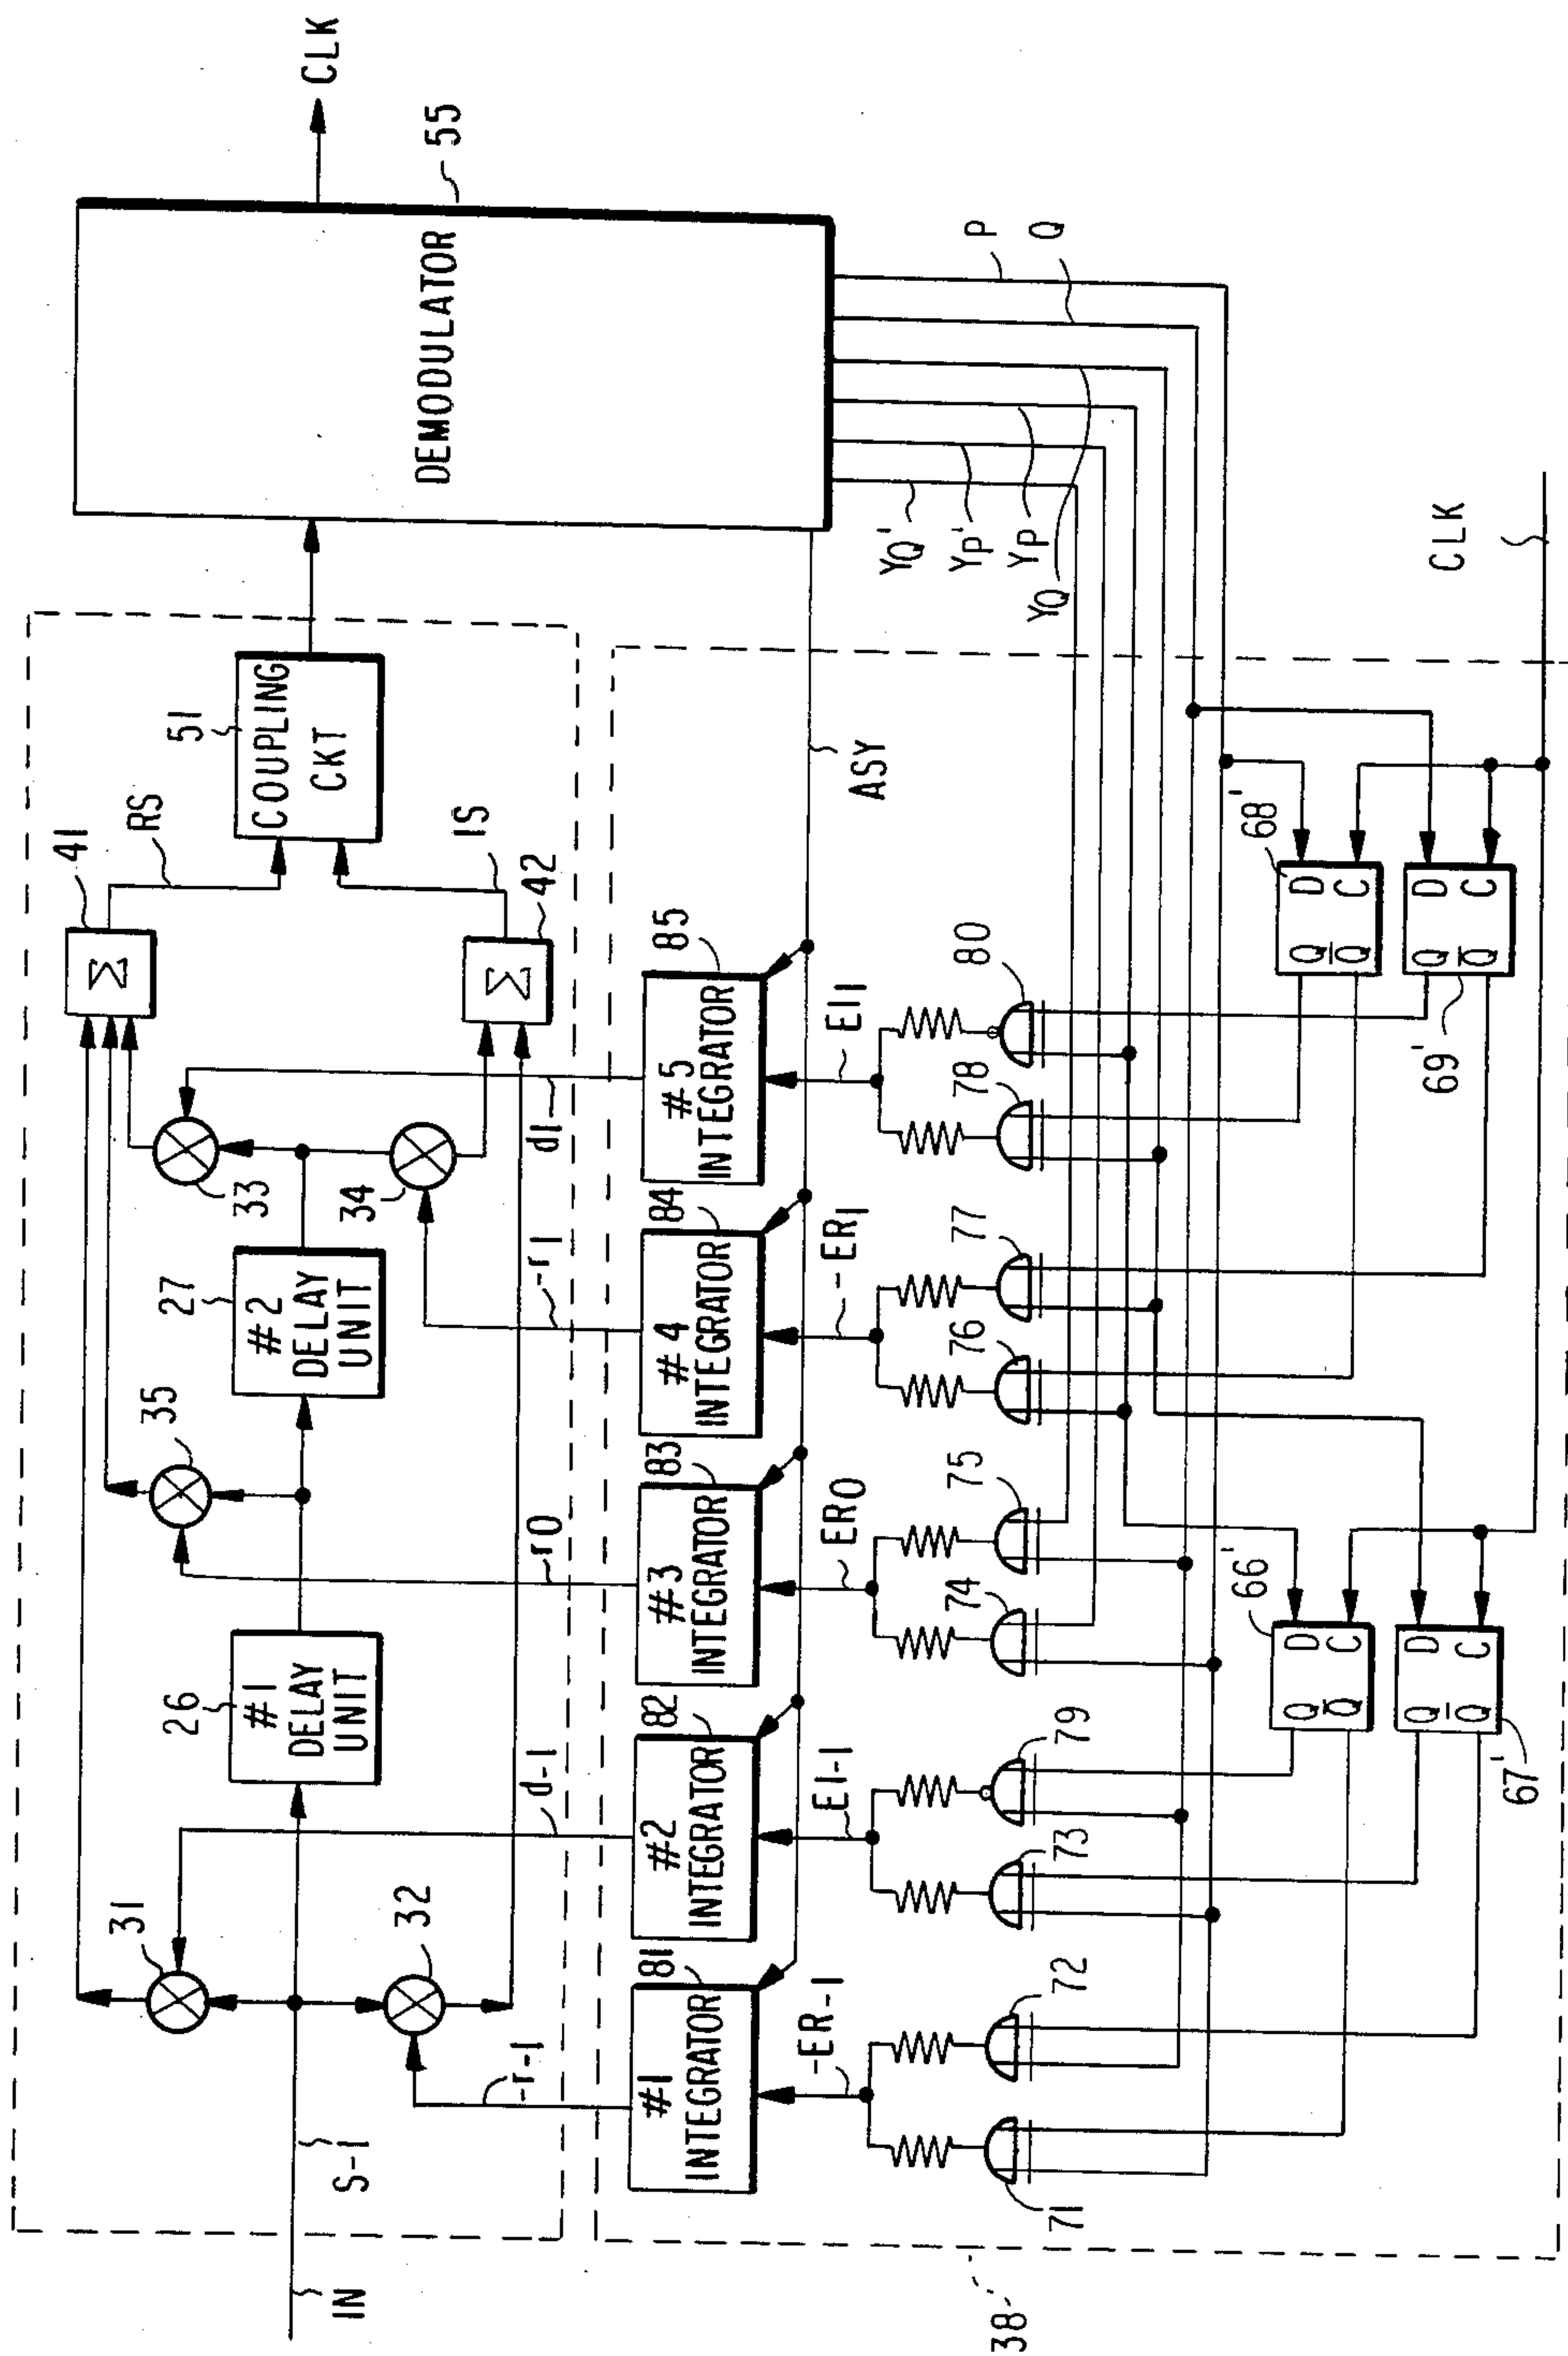 IN
S-1
31
32
26
#1
DELAY
UNIT
35
27
#2
DELAY
UNIT
33
34
41
Σ
RS
42
Σ
IS
51
COUPLING
CKT
DEMODULATOR
55
CLK
-r-1
d-1
r0
-r1
d1
81
#1
INTEGRATOR
82
#2
INTEGRATOR
83
#3
INTEGRATOR
84
#4
INTEGRATOR
85
#5
INTEGRATOR
ASY
-ER-1
EI-1
ER0
-ER1
EI1
71
72
73
79
74
75
76
77
78
80
YQ'
YP'
YP
YQ
P
Q
66'
D
C
Q
Q̅
67'
D
C
Q
Q̅
68'
D
C
Q
Q̅
69'
D
C
Q
Q̅
CLK
38